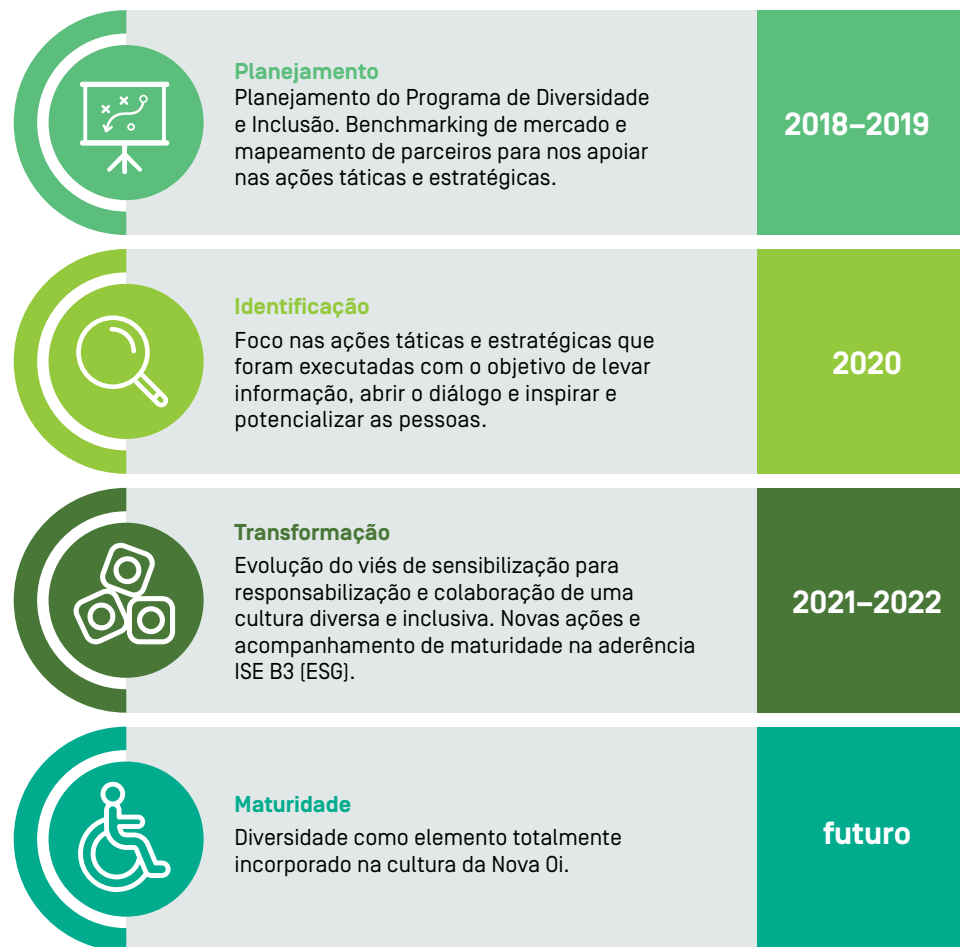 Planejamento
Planejamento do Programa de Diversidade
e Inclusão. Benchmarking de mercado e
mapeamento de parceiros para nos apoiar
nas ações táticas e estratégicas.
2018–2019
Identificação
Foco nas ações táticas e estratégicas que
foram executadas com o objetivo de levar
informação, abrir o diálogo e inspirar e
potencializar as pessoas.
2020
Transformação
Evolução do viés de sensibilização para
responsabilização e colaboração de uma
cultura diversa e inclusiva. Novas ações e
acompanhamento de maturidade na aderência
ISE B3 (ESG).
2021–2022
Maturidade
Diversidade como elemento totalmente
incorporado na cultura da Nova Oi.
futuro